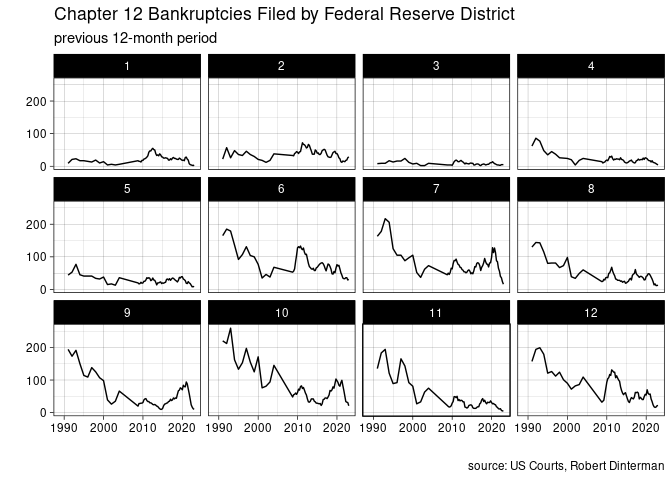 Chapter 12 Bankruptcies Filed by Federal Reserve District
previous 12-month period
1 2 3 4
200
100
0
5 6 7 8
200
100
0
9 10 11 12
200
100
0
1990 2000 2010 2020 1990 2000 2010 2020 1990 2000 2010 2020 1990 2000 2010 2020
source: US Courts, Robert Dinterman